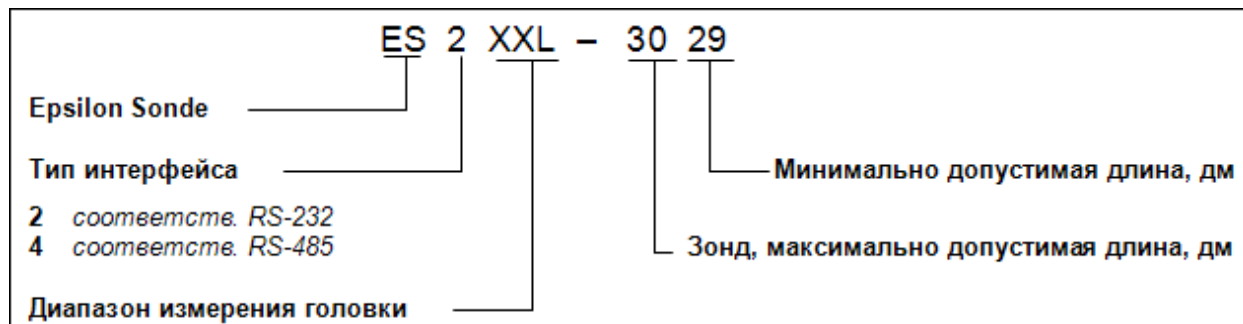 ES 2 XXL – 30 29
Epsilon Sonde
Тип интерфейса
Минимально допустимая длина, дм
2 соответств. RS-232
4 соответств. RS-485
Зонд, максимально допустимая длина, дм
Диапазон измерения головки